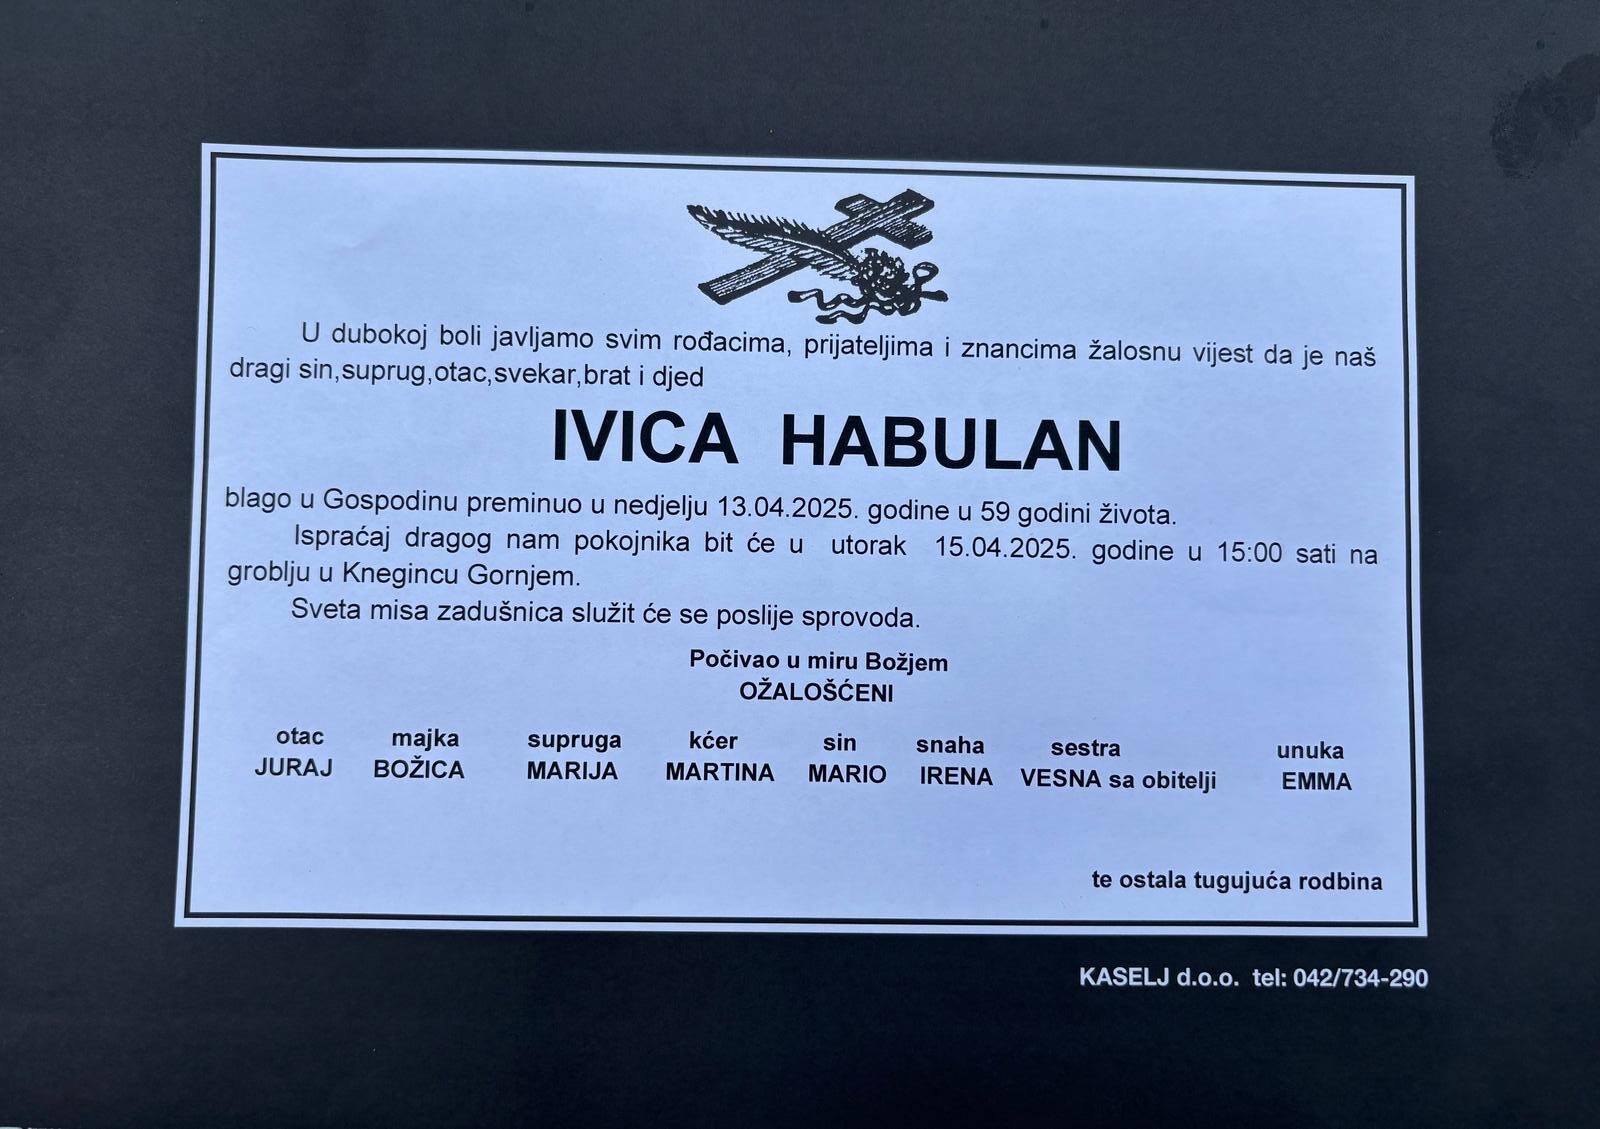 U dubokoj boli javljamo svim rođacima, prijateljima i znancima žalosnu vijest da je naš
dragi sin,suprug,otac,svekar,brat i djed
IVICA HABULAN
blago u Gospodinu preminuo u nedjelju 13.04.2025. godine u 59 godini života.
Ispraćaj dragog nam pokojnika bit će u utorak 15.04.2025. godine u 15:00 sati na
groblju u Knegincu Gornjem.
Sveta misa zadušnica služit će se poslije sprovoda.
Počivao u miru Božjem
OŽALOŠĆENI
otac majka supruga kćer sin snaha sestra unuka
JURAJ BOŽICA MARIJA MARTINA MARIO IRENA VESNA sa obitelji EMMA
te ostala tugujuća rodbina
KASELJ d.o.o. tel: 042/734-290